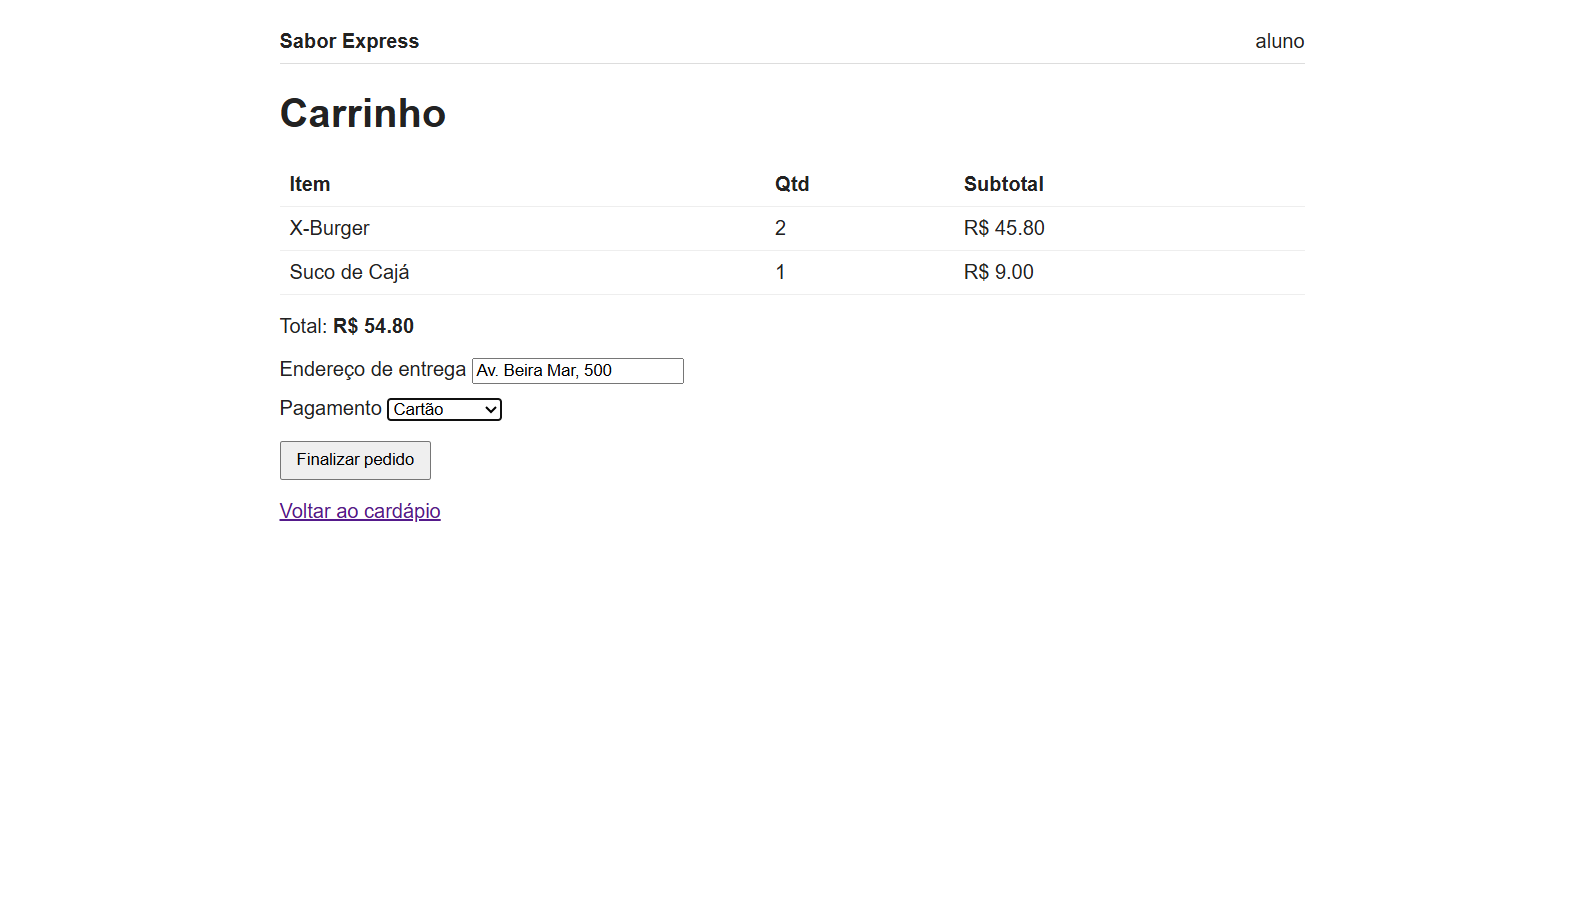 Sabor Express aluno
Carrinho
Item Qtd Subtotal
X-Burger 2 R$ 45.80
Suco de Cajá 1 R$ 9.00
Total: R$ 54.80
Endereço de entrega Av. Beira Mar, 500
Pagamento Cartão
Finalizar pedido
Voltar ao cardápio